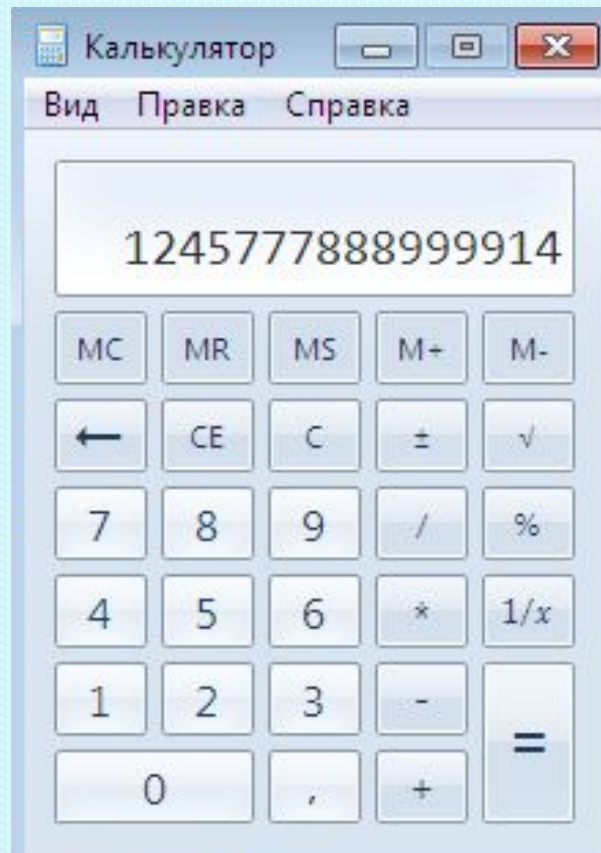 Калькулятор
Вид Правка Справка
1245777888999914
MC MR MS M+ M-
← CE C ± √
7 8 9 / %
4 5 6 * 1/x
1 2 3 - =
0 , +